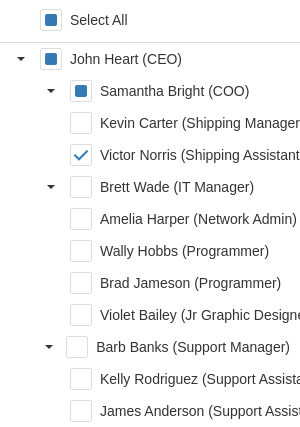 Select All
John Heart (CEO)
Samantha Bright (COO)
Kevin Carter (Shipping Manager
Victor Norris (Shipping Assistant
Brett Wade (IT Manager)
Amelia Harper (Network Admin)
Wally Hobbs (Programmer)
Brad Jameson (Programmer)
Violet Bailey (Jr Graphic Designe
Barb Banks (Support Manager)
Kelly Rodriguez (Support Assista
James Anderson (Support Assist